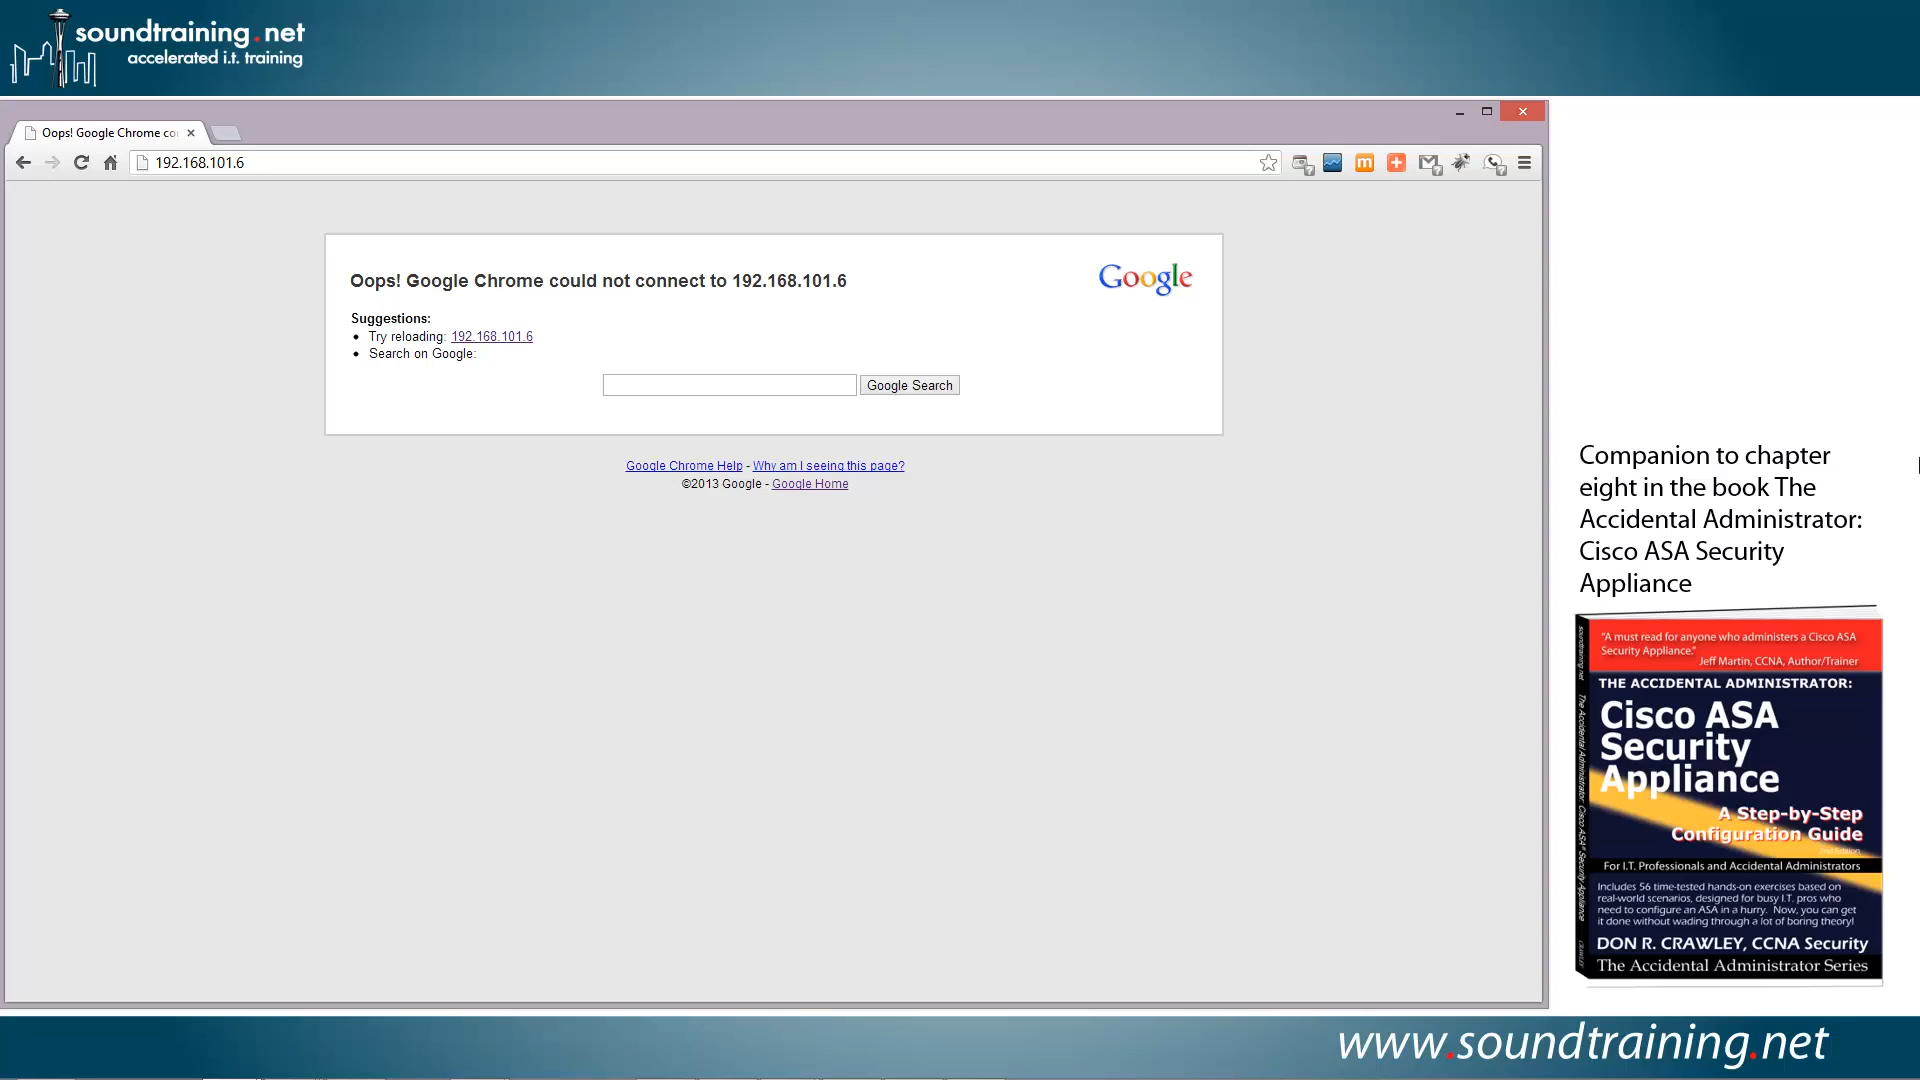 soundtraining.net
accelerated i.t. training
Oops! Google Chrome co
192.168.101.6
Oops! Google Chrome could not connect to 192.168.101.6
Google
Suggestions:
Try reloading: 192.168.101.6
Search on Google:
Google Search
Google Chrome Help - Why am I seeing this page?
©2013 Google - Google Home
Companion to chapter
eight in the book The
Accidental Administrator:
Cisco ASA Security
Appliance
"A must read for anyone who administers a Cisco ASA
Security Appliance."
Jeff Martin, CCNA, Author/Trainer
THE ACCIDENTAL ADMINISTRATOR:
Cisco ASA
Security
Appliance
A Step-by-Step
Configuration Guide
For I.T. Professionals and Accidental Administrators
Includes 56 time-tested hands-on exercises based on
real-world scenarios, designed for busy I.T. pros who
need to configure an ASA in a hurry. Now, you can get
it done without wading through a lot of boring theory!
DON R. CRAWLEY, CCNA Security
The Accidental Administrator Series
www.soundtraining.net